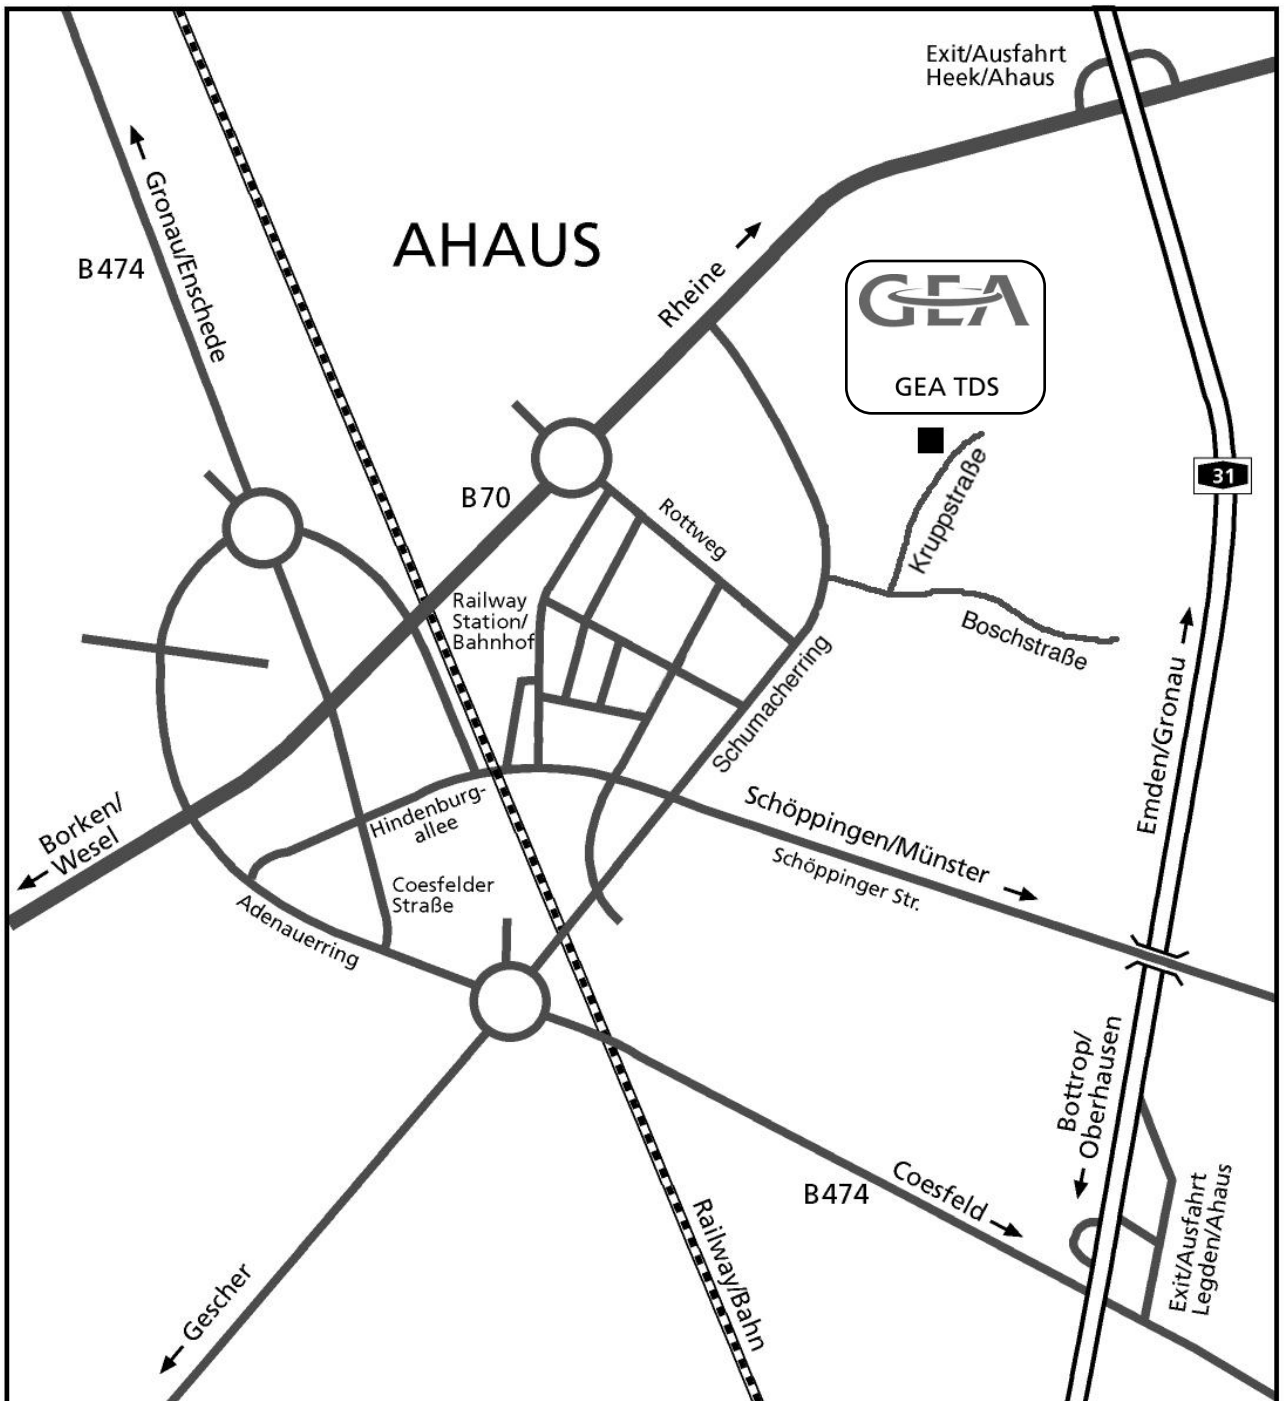 Exit/Ausfahrt
Heek/Ahaus
Gronau/Enschede
B474
AHAUS
Rheine
GEA
GEA TDS
B70
Rottweg
31
Kruppstraße
Railway
Station/
Bahnhof
Boschstraße
Schumacherring
Emden/Gronau
Borken/
Wesel
Hindenburg-
allee
Schöppingen/Münster
Schöppinger Str.
Coesfelder
Straße
Adenauerring
Bottrop/
Oberhausen
Coesfeld
B474
Exit/Ausfahrt
Legden/Ahaus
Railway/Bahn
Gescher